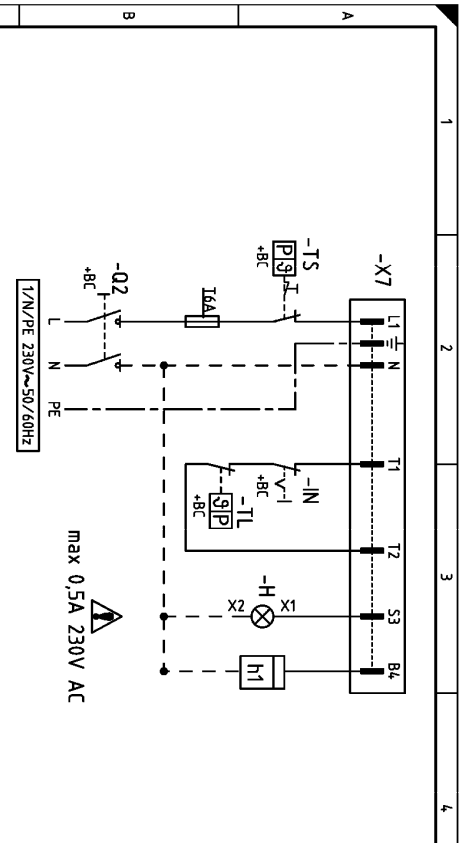 1
2
3
4
A
B
-X7
L1
N
T1
T2
S3
B4
-TS
+BC
P ϑ
T6A
-Q2
+BC
L
N
PE
1/N/PE 230V~50/60Hz
-IN
+BC
-TL
ϑ P
+BC
-H
X2
X1
h1
max 0,5A 230V AC